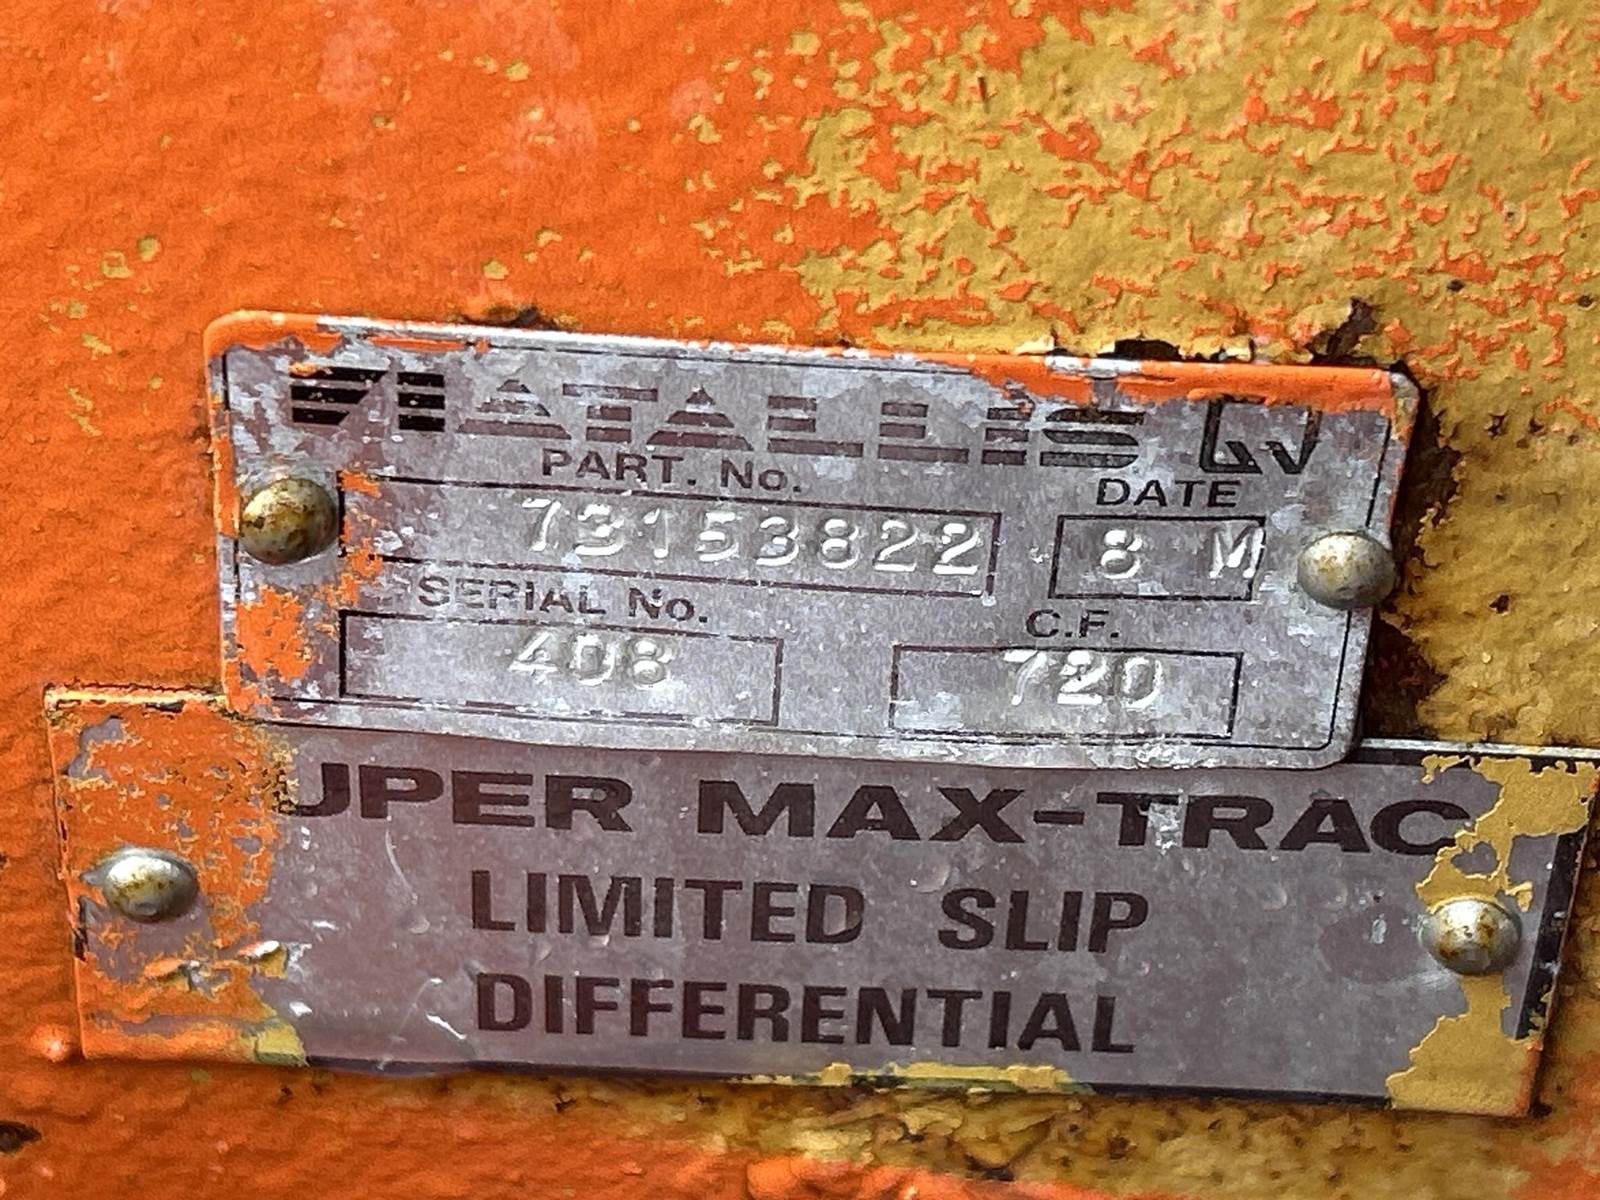 FIATALLIS
PART. No.
DATE
73153822
8 M
SERIAL No.
C.F.
408
720
UPER MAX-TRAC
LIMITED SLIP
DIFFERENTIAL